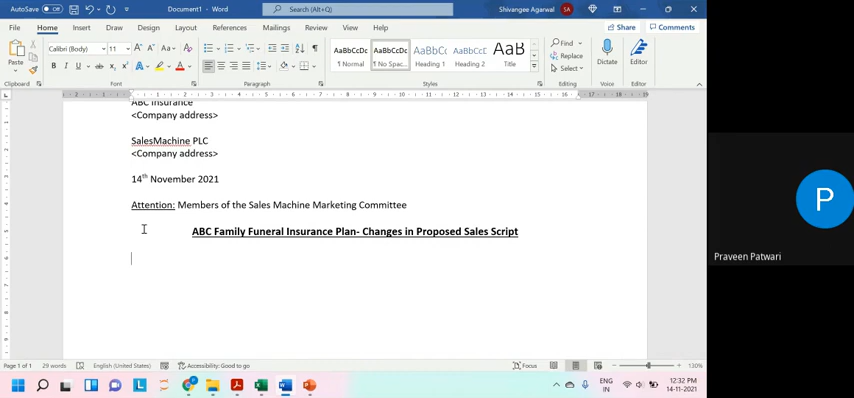 AutoSave Off Document1 - Word Search (Alt+Q) Shivangee Agarwal SA
File Home Insert Draw Design Layout References Mailings Review View Help Share Comments
Calibri (Body) 11 A A Aa A AaBbCcDc AaBbCcDc AaBbCc AaBbCcD AaB Find
Replace
Paste B I U ab x₂ x² A A ¶ Normal ¶ No Spac... Heading 1 Heading 2 Title Select Dictate Editor
Clipboard Font Paragraph Styles Editing Voice Editor
ABC Insurance
<Company address>
SalesMachine PLC
<Company address>
14th November 2021
Attention: Members of the Sales Machine Marketing Committee
ABC Family Funeral Insurance Plan- Changes in Proposed Sales Script
P
Praveen Patwari
Page 1 of 1 29 words English (United States) Accessibility: Good to go Focus 130%
ENG
IN
12:32 PM
14-11-2021